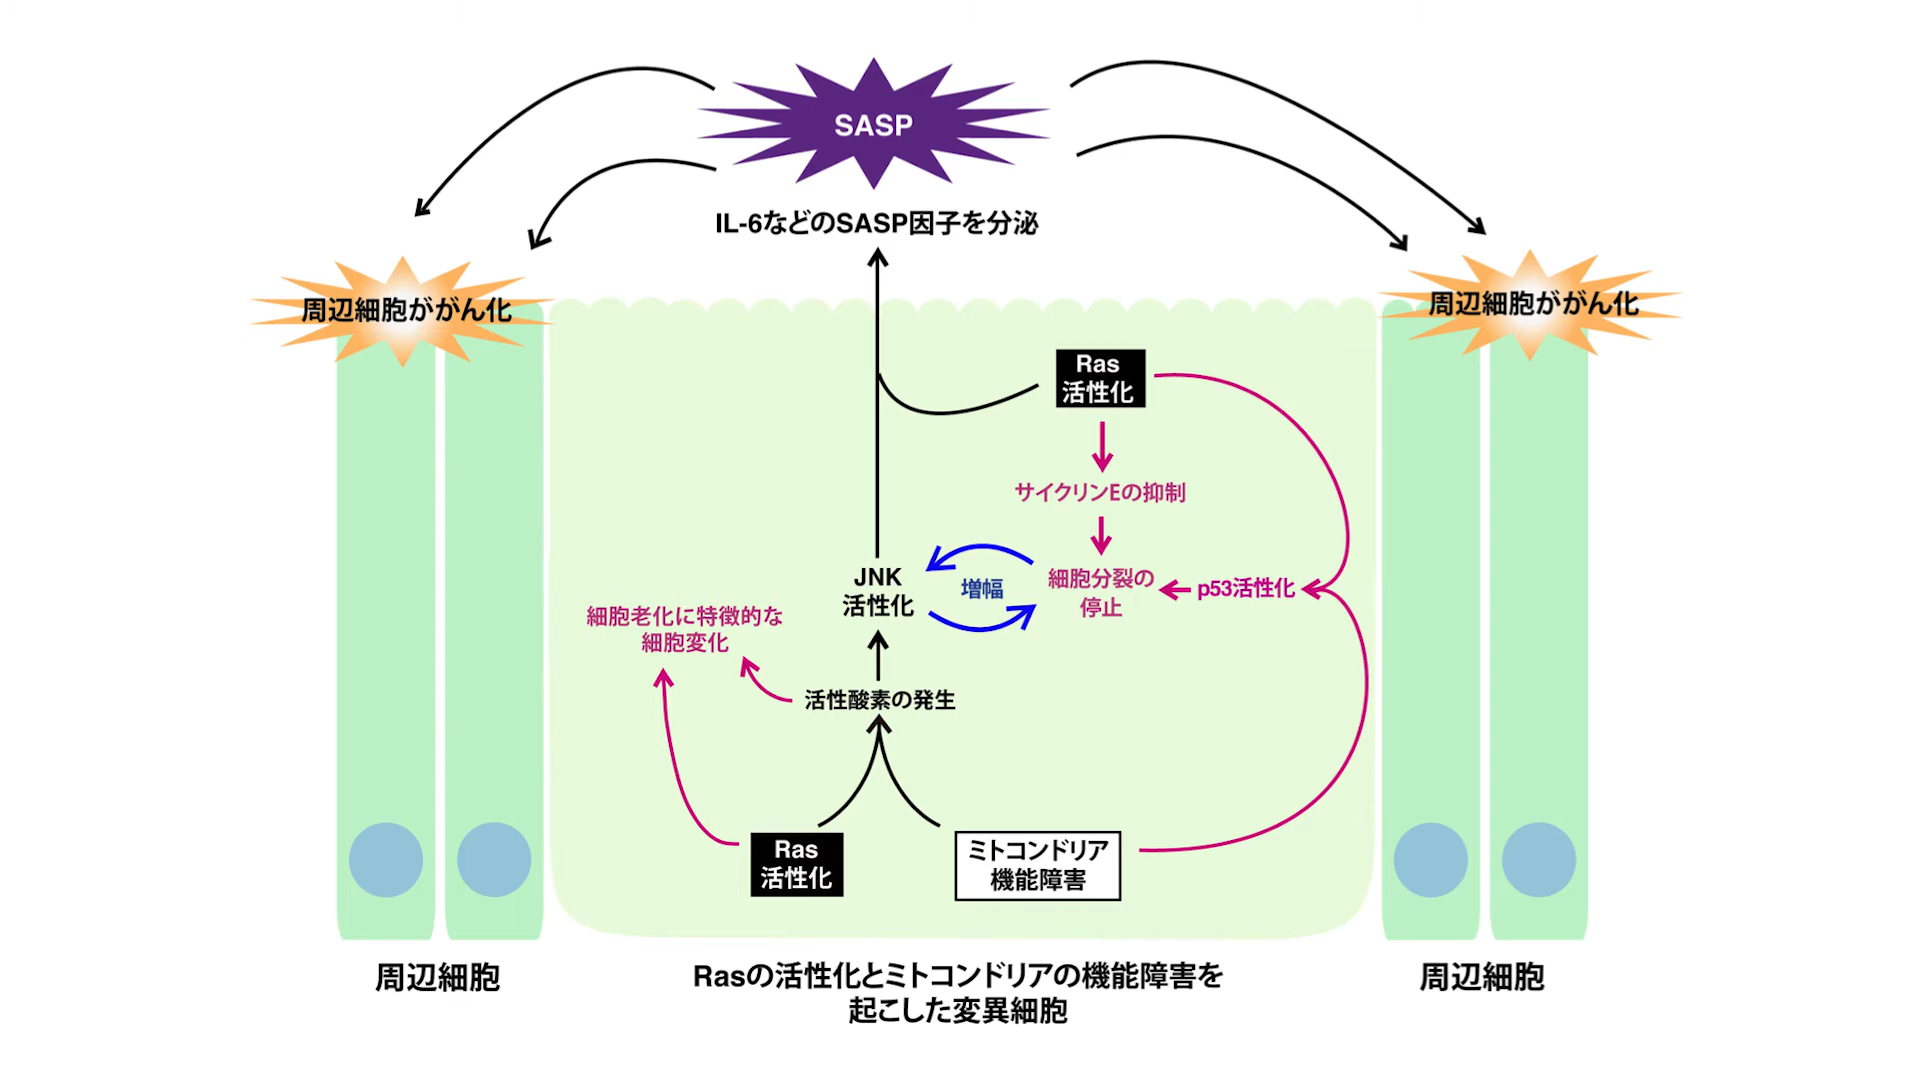 SASP
IL-6などのSASP因子を分泌
周辺細胞ががん化
周辺細胞ががん化
Ras
活性化
サイクリンEの抑制
JNK
活性化
増幅
細胞分裂の
停止
p53活性化
細胞老化に特徴的な
細胞変化
活性酸素の発生
Ras
活性化
ミトコンドリア
機能障害
周辺細胞
Rasの活性化とミトコンドリアの機能障害を
起こした変異細胞
周辺細胞